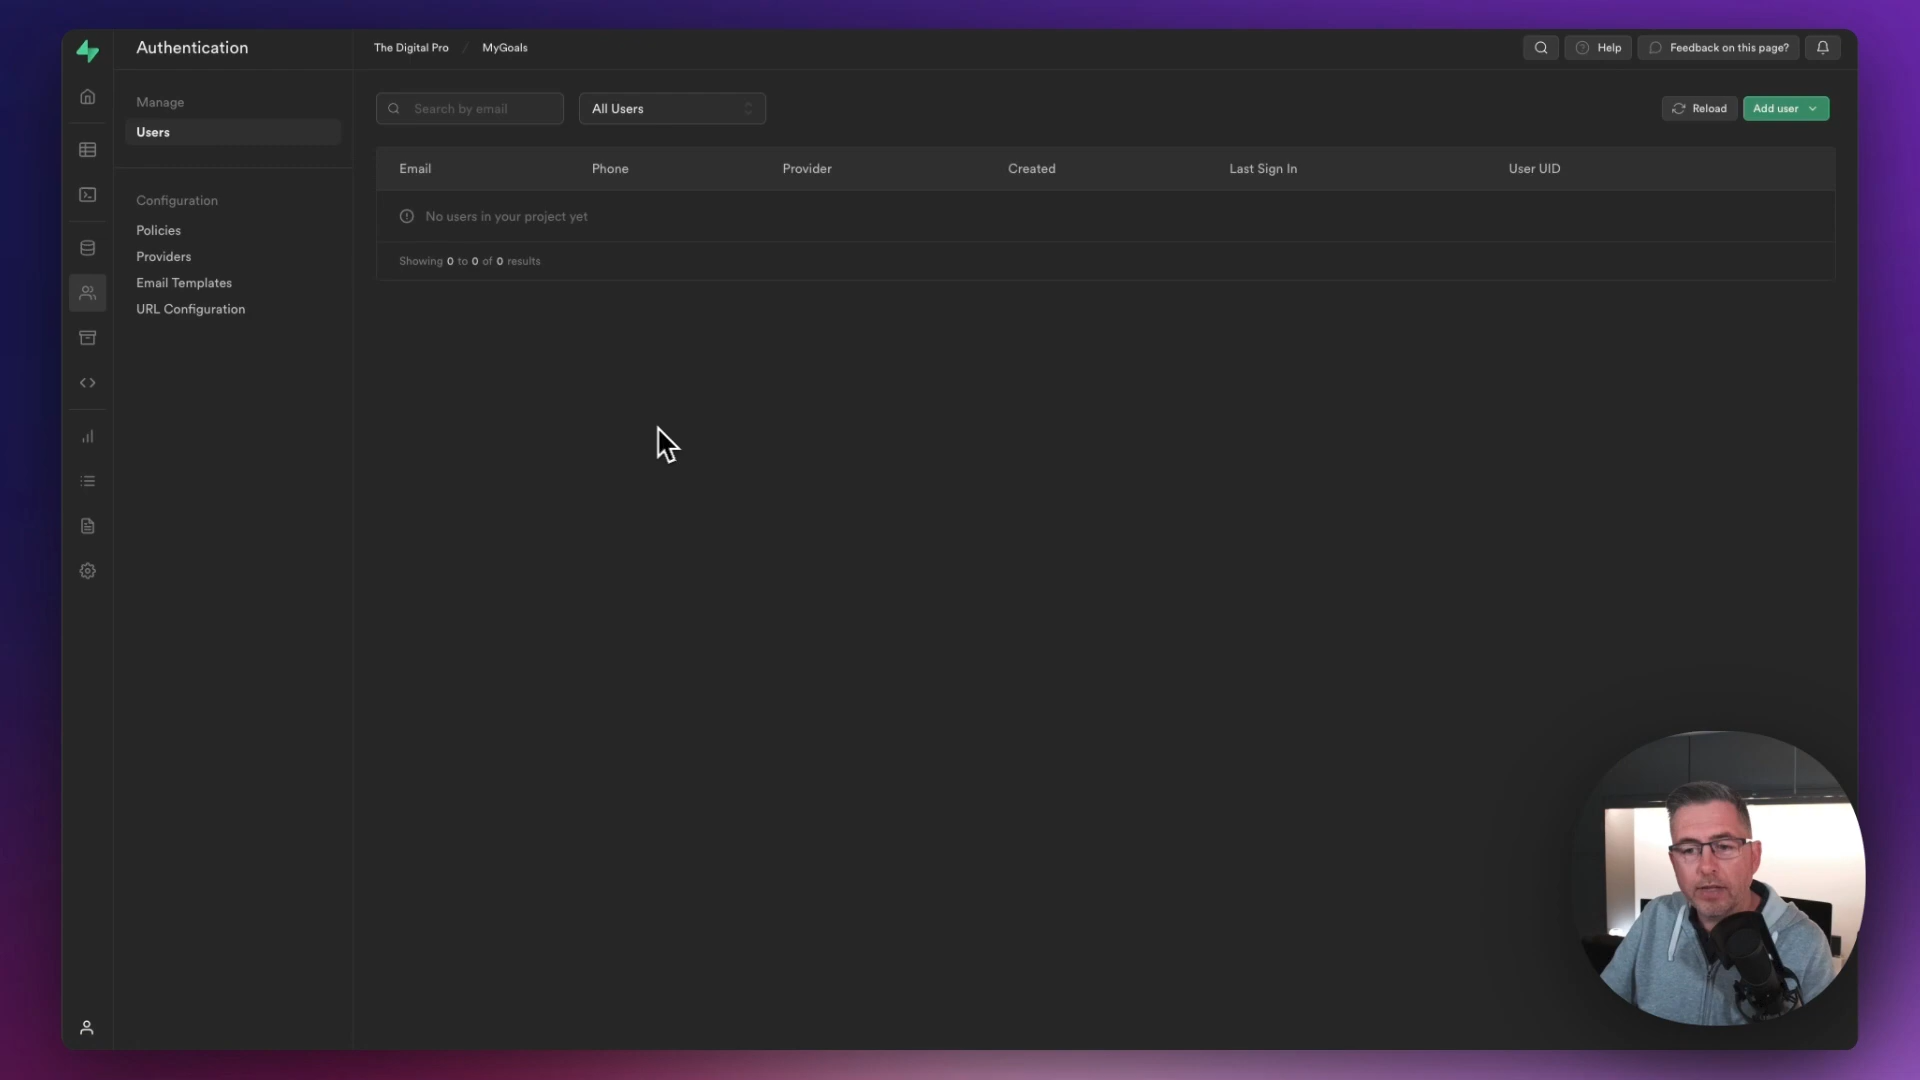 Authentication
The Digital Pro / MyGoals
Help
Feedback on this page?
Manage
Users
Configuration
Policies
Providers
Email Templates
URL Configuration
Search by email
All Users
Reload
Add user
Email Phone Provider Created Last Sign In User UID
No users in your project yet
Showing 0 to 0 of 0 results